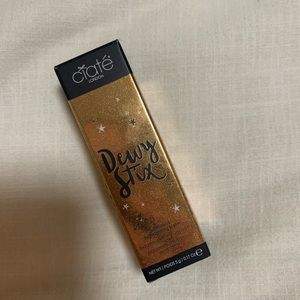 ciaté
LONDON
Dewy
Stix
NET WT / POIDS 5 g / 0.17 OZ e